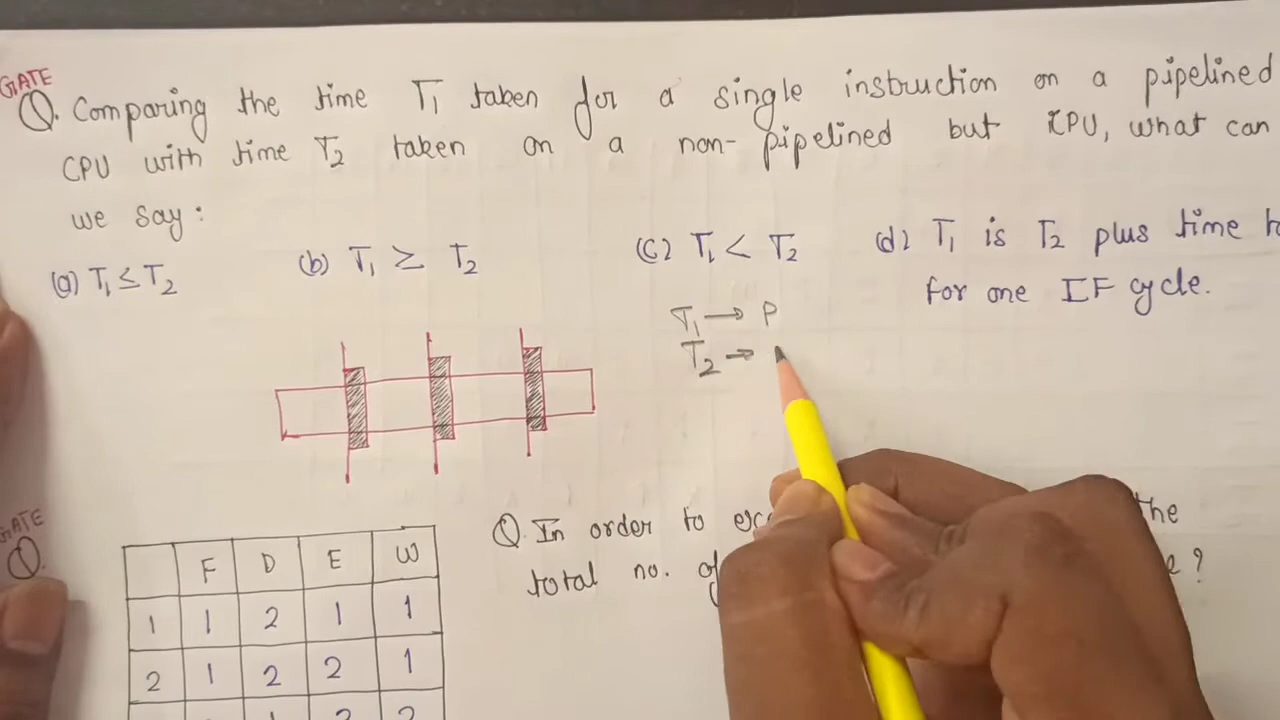 GATE
Q. Comparing the time T1 taken for a single instruction on a pipelined
CPU with time T2 taken on a non-pipelined but CPU, what can
we say:
(a) T1 ≤ T2 (b) T1 ≥ T2 (c) T1 < T2 (d) T1 is T2 plus time
for one IF cycle.
T1 → P
T2 →
GATE
Q.
Q. In order to the
total no. of ?
F D E W
1 1 2 1 1
2 1 2 2 1